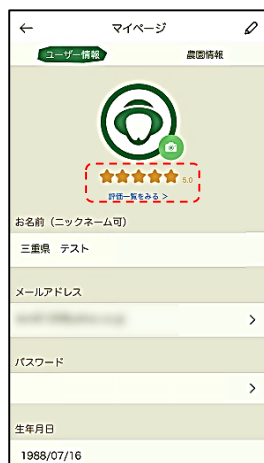 マイページ
ユーザー情報
農園情報
5.0
評価一覧をみる >
お名前（ニックネーム可）
三重県　テスト
メールアドレス
パスワード
生年月日
1988/07/16